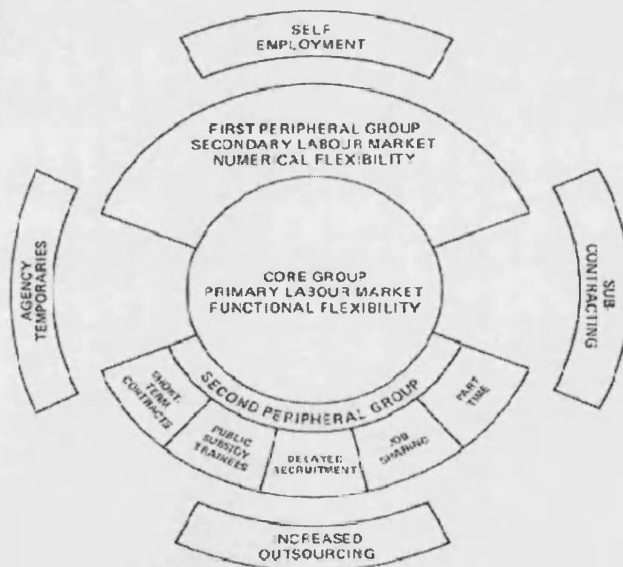 SELF
EMPLOYMENT
FIRST PERIPHERAL GROUP
SECONDARY LABOUR MARKET
NUMERICAL FLEXIBILITY
AGENCY
TEMPORARIES
CORE GROUP
PRIMARY LABOUR MARKET
FUNCTIONAL FLEXIBILITY
SUB-
CONTRACTING
SECOND PERIPHERAL GROUP
SHORT-
TERM
CONTRACTS
PUBLIC
SUBSIDY
TRAINEES
DELAYED
RECRUITMENT
JOB
SHARING
PART
TIME
INCREASED
OUTSOURCING